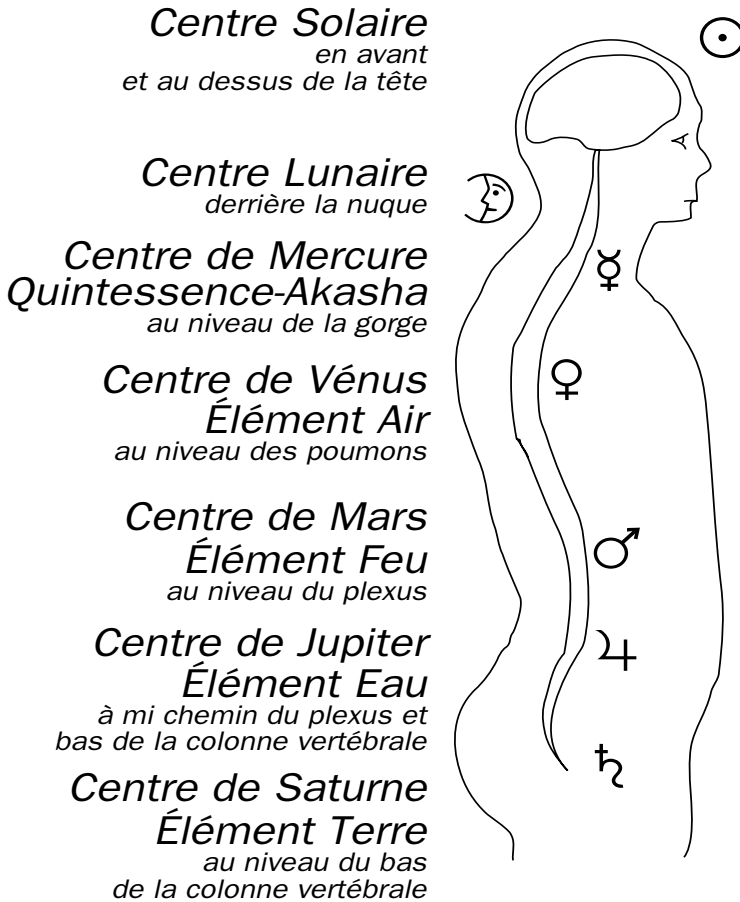 Centre Solaire
en avant
et au dessus de la tête
Centre Lunaire
derrière la nuque
Centre de Mercure
Quintessence-Akasha
au niveau de la gorge
Centre de Vénus
Élément Air
au niveau des poumons
Centre de Mars
Élément Feu
au niveau du plexus
Centre de Jupiter
Élément Eau
à mi chemin du plexus et
bas de la colonne vertébrale
Centre de Saturne
Élément Terre
au niveau du bas
de la colonne vertébrale